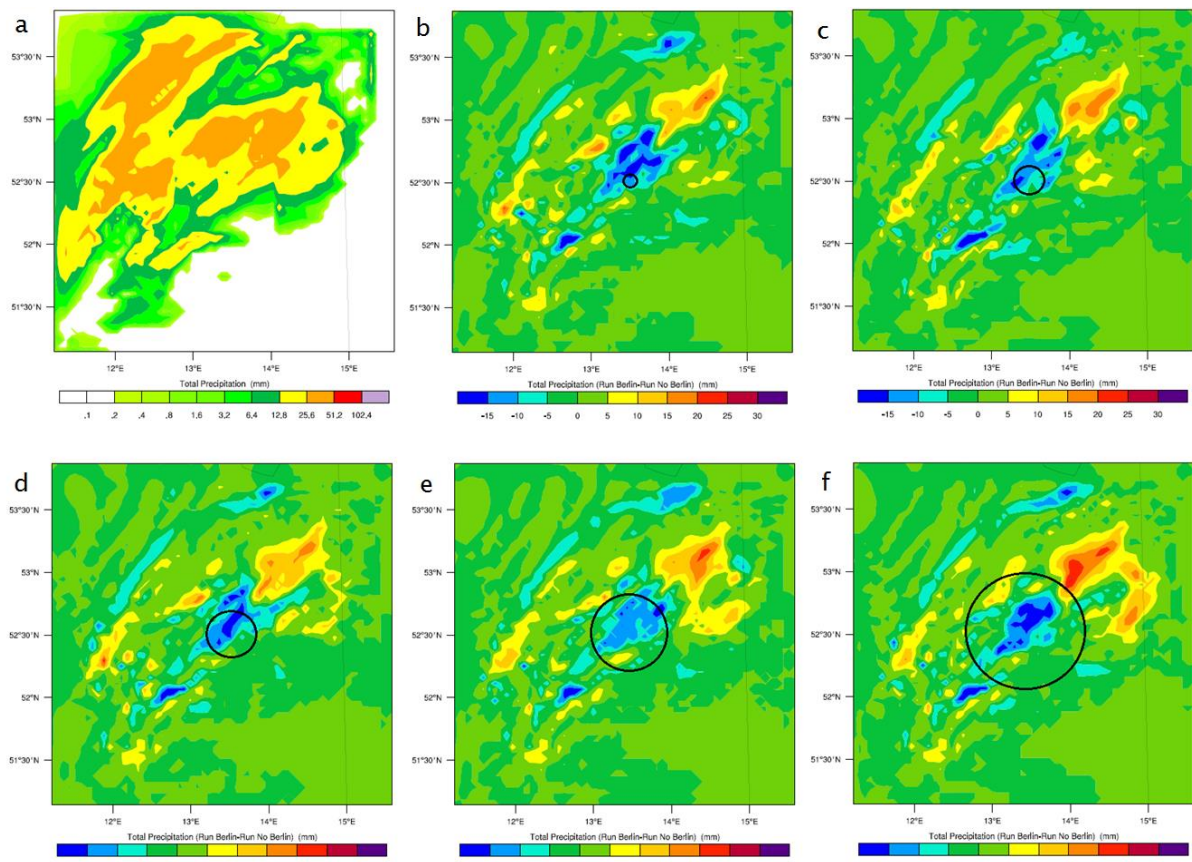 a
b
c
53°30'N
53°N
52°30'N
52°N
51°30'N
12°E
13°E
14°E
15°E
Total Precipitation (mm)
.1 .2 .4 .8 1.6 3.2 6.4 12.8 25.6 51.2 102.4
53°30'N
53°N
52°30'N
52°N
51°30'N
12°E
13°E
14°E
15°E
Total Precipitation (Run Berlin-Run No Berlin) (mm)
-15 -10 -5 0 5 10 15 20 25 30
53°30'N
53°N
52°30'N
52°N
51°30'N
12°E
13°E
14°E
15°E
Total Precipitation (Run Berlin-Run No Berlin) (mm)
-15 -10 -5 0 5 10 15 20 25 30
d
e
f
53°30'N
53°N
52°30'N
52°N
51°30'N
12°E
13°E
14°E
15°E
Total Precipitation (Run Berlin-Run No Berlin) (mm)
53°30'N
53°N
52°30'N
52°N
51°30'N
12°E
13°E
14°E
15°E
Total Precipitation (Run Berlin-Run No Berlin) (mm)
53°30'N
53°N
52°30'N
52°N
51°30'N
12°E
13°E
14°E
15°E
Total Precipitation (Run Berlin-Run No Berlin) (mm)